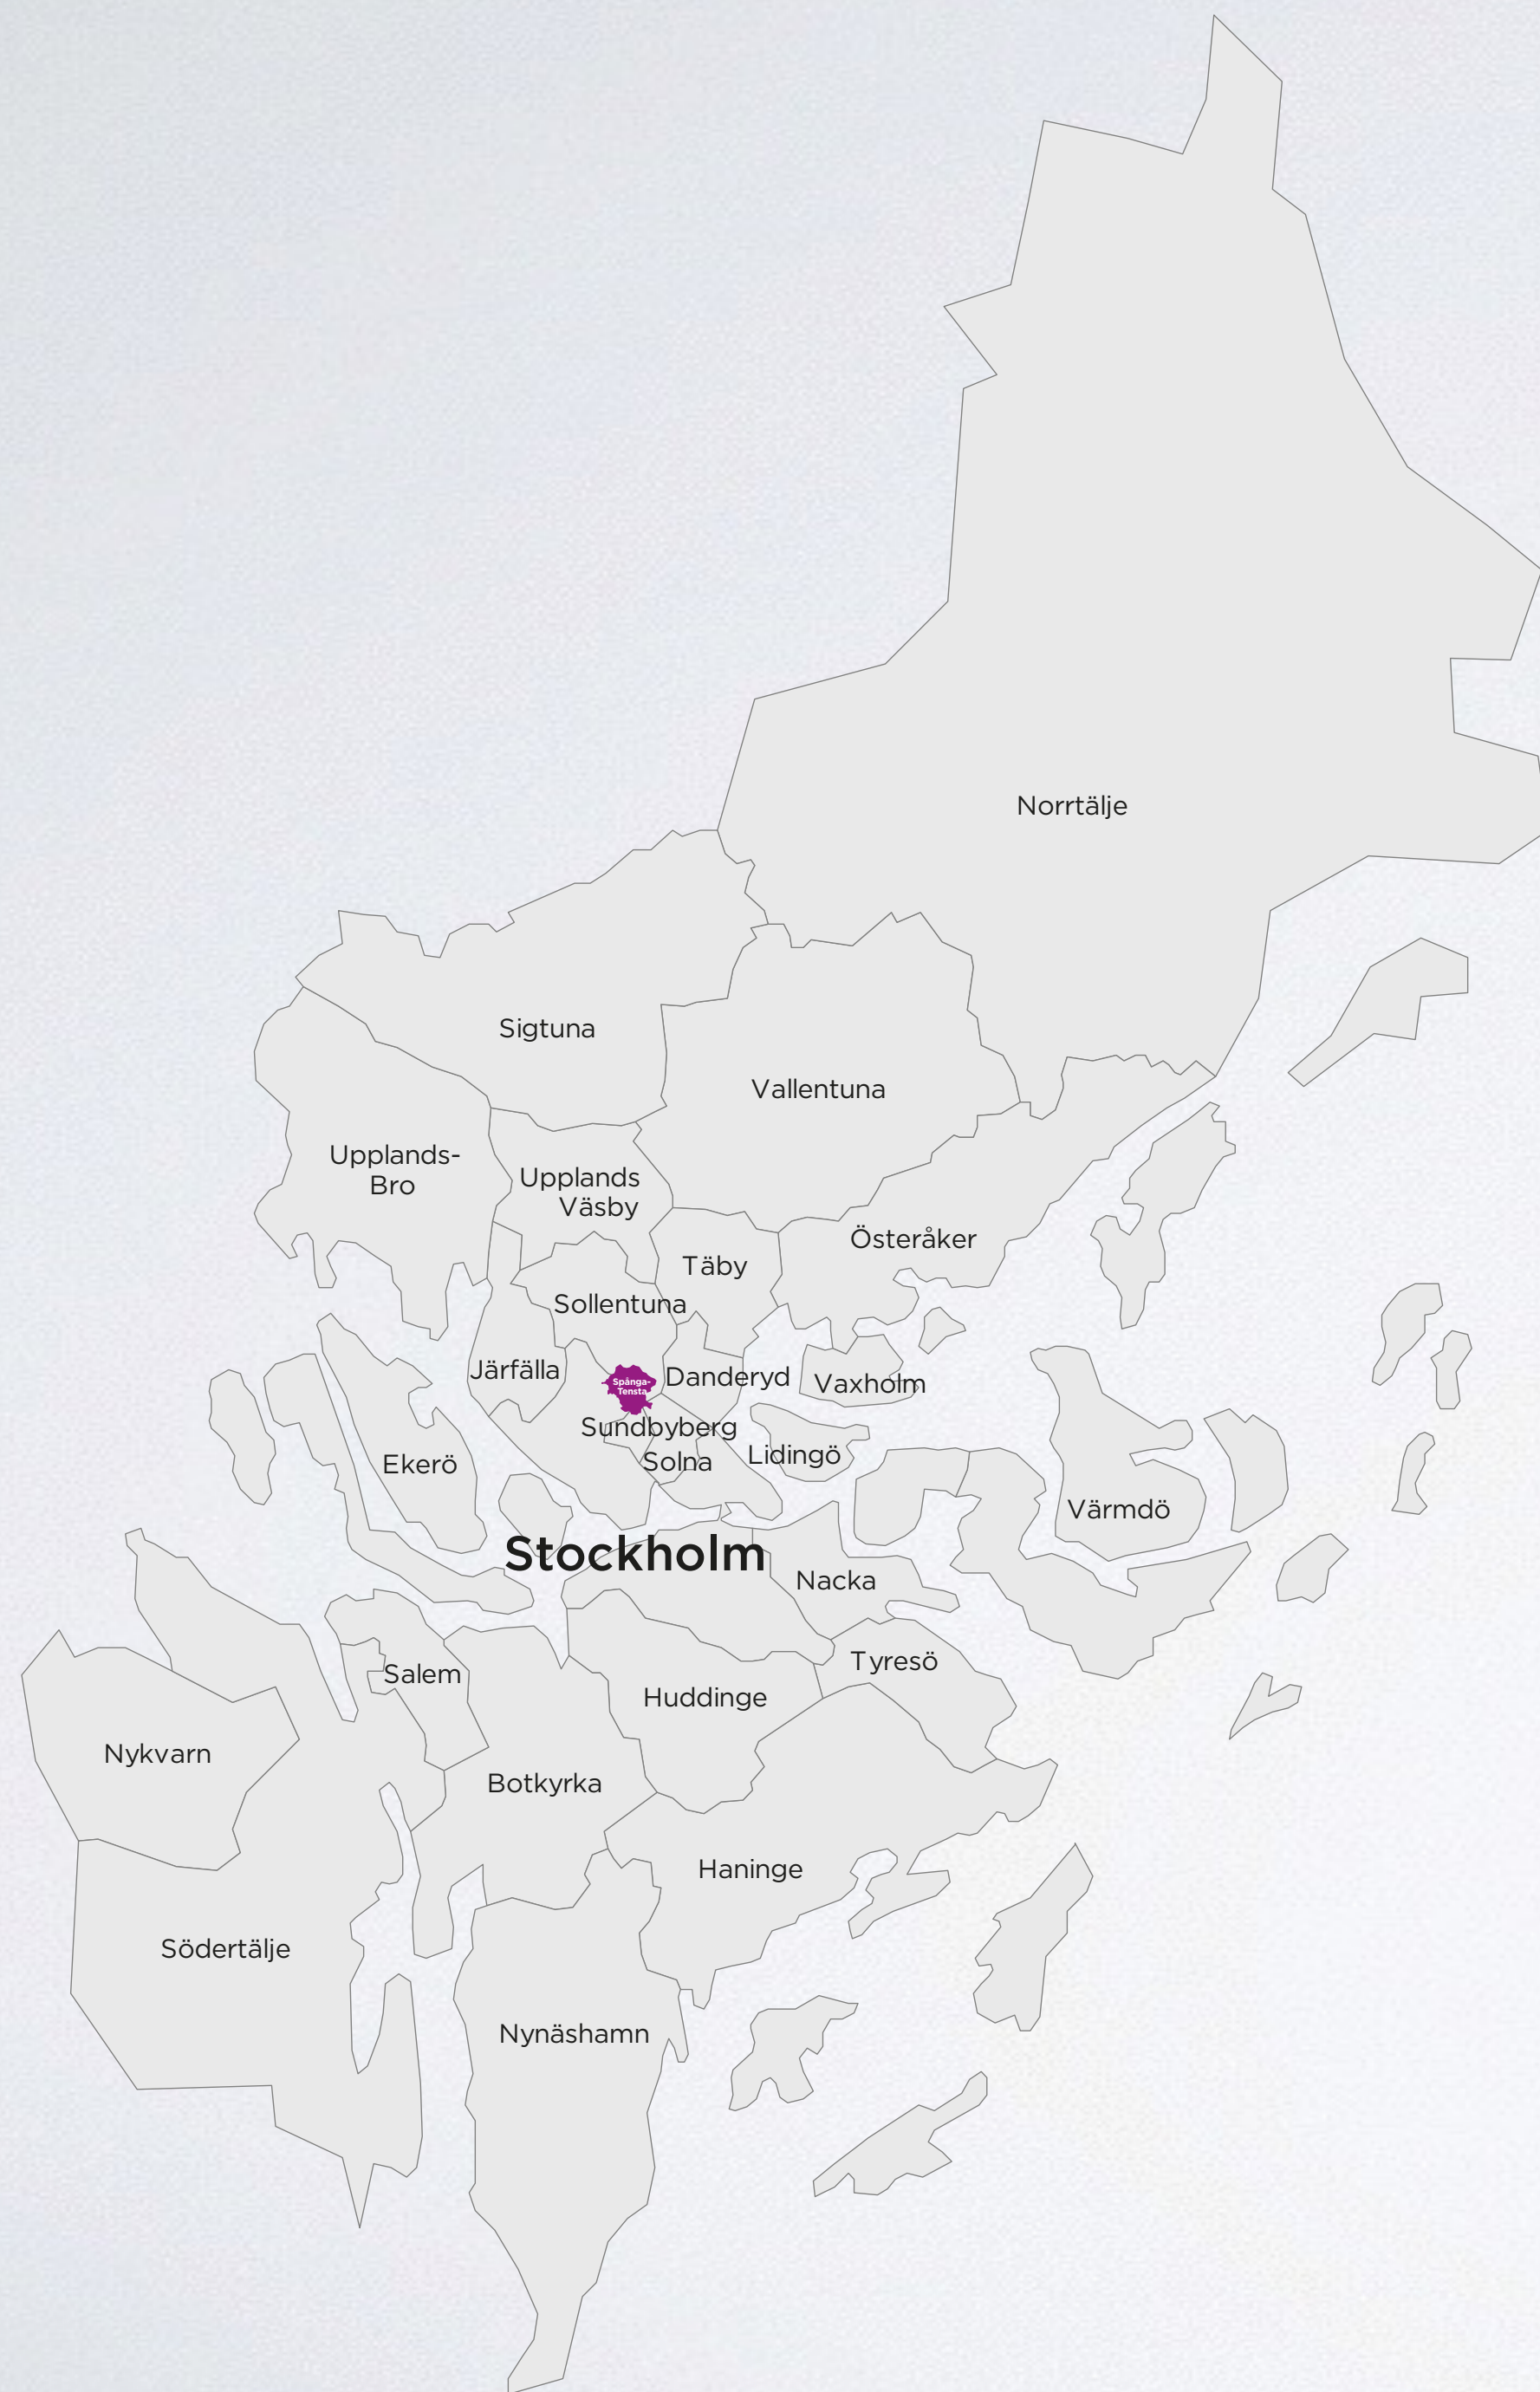 Norrtälje
Sigtuna
Vallentuna
Upplands-
Bro
Upplands
Väsby
Österåker
Täby
Sollentuna
Järfälla
Spånga-
Tensta
Danderyd
Vaxholm
Sundbyberg
Solna
Lidingö
Ekerö
Värmdö
Stockholm
Nacka
Tyresö
Salem
Huddinge
Nykvarn
Botkyrka
Haninge
Södertälje
Nynäshamn